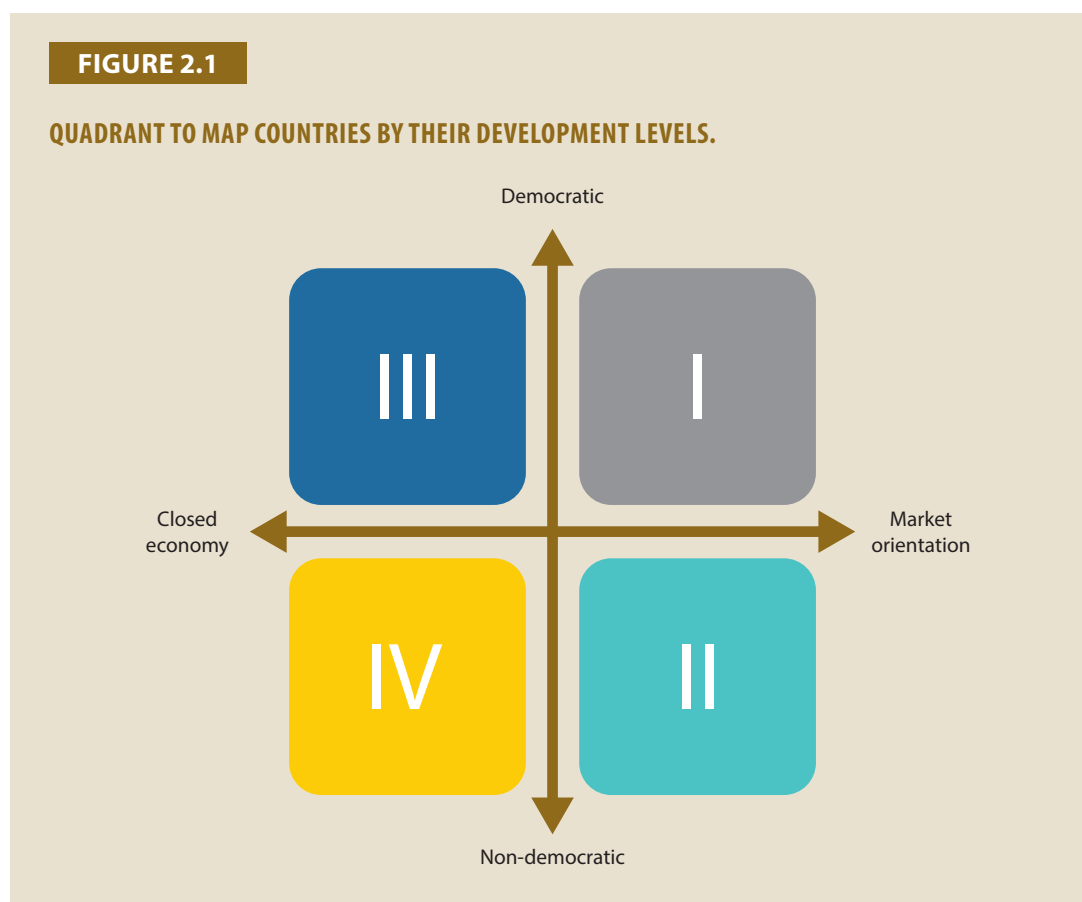 FIGURE 2.1
QUADRANT TO MAP COUNTRIES BY THEIR DEVELOPMENT LEVELS.
Democratic
III
I
Closed
economy
Market
orientation
IV
II
Non-democratic